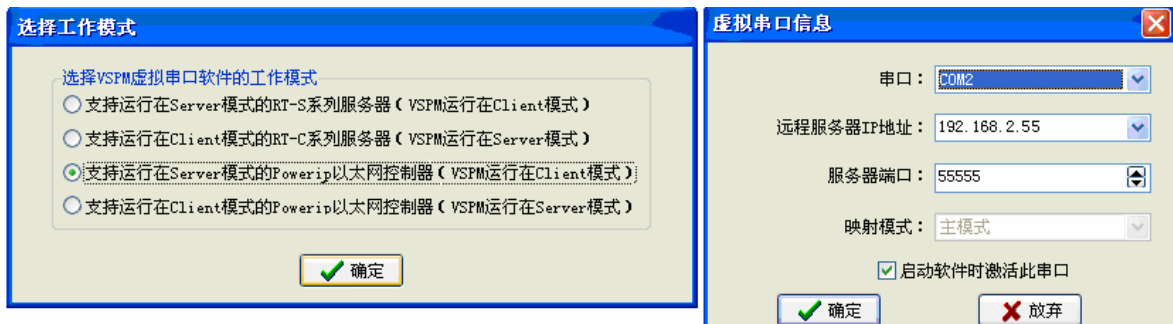 选择工作模式
选择VSPM虚拟串口软件的工作模式
支持运行在Server模式的RT-S系列服务器(VSPM运行在Client模式)
支持运行在Client模式的RT-C系列服务器(VSPM运行在Server模式)
支持运行在Server模式的Powerip以太网控制器(VSPM运行在Client模式)
支持运行在Client模式的Powerip以太网控制器(VSPM运行在Server模式)
确定
虚拟串口信息
串口: COM2
远程服务器IP地址: 192.168.2.55
服务器端口: 55555
映射模式: 主模式
启动软件时激活此串口
确定 放弃